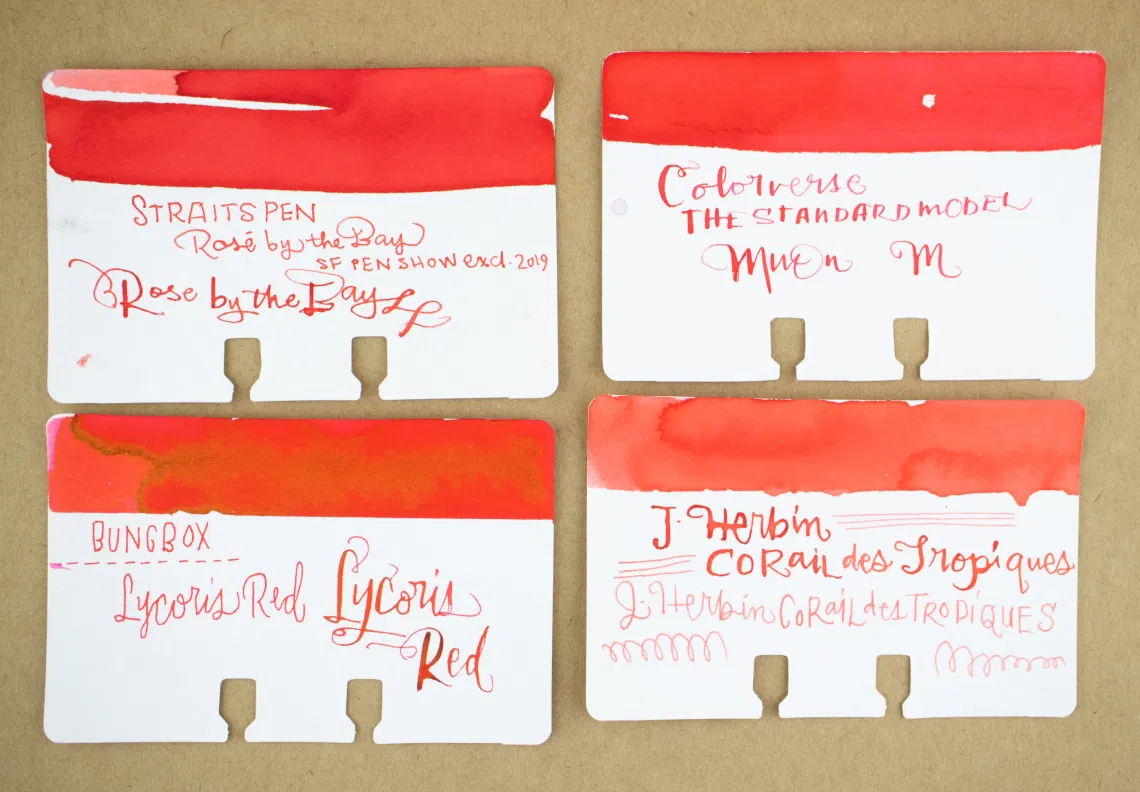 STRAITS PEN
Rosé by the Bay
SF PEN SHOW excl. 2019
Rose by the Bay
Colorverse
THE STANDARD MODEL
Muon M
BUNGBOX
Lycoris Red
Lycoris
Red
J. Herbin
CORAIL des Tropiques
J. Herbin CORAIL des TROPIQUES